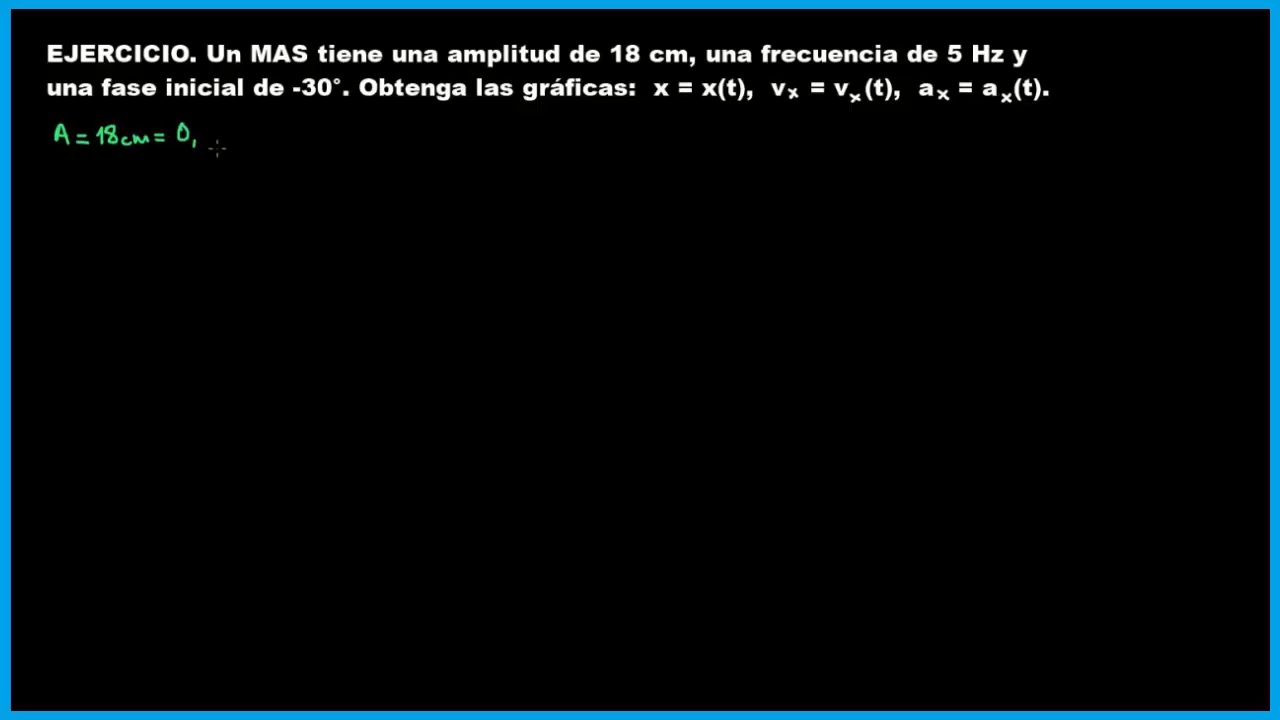 EJERCICIO. Un MAS tiene una amplitud de 18 cm, una frecuencia de 5 Hz y
una fase inicial de -30°. Obtenga las gráficas: x = x(t), vx = vx(t), ax = ax(t).
A = 18cm = 0,